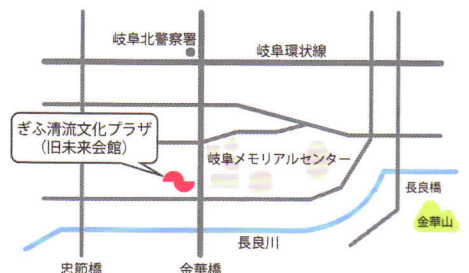 岐阜北警察署
岐阜環状線
ぎふ清流文化プラザ
（旧未来会館）
岐阜メモリアルセンター
長良橋
金華山
長良川
忠節橋
金華橋